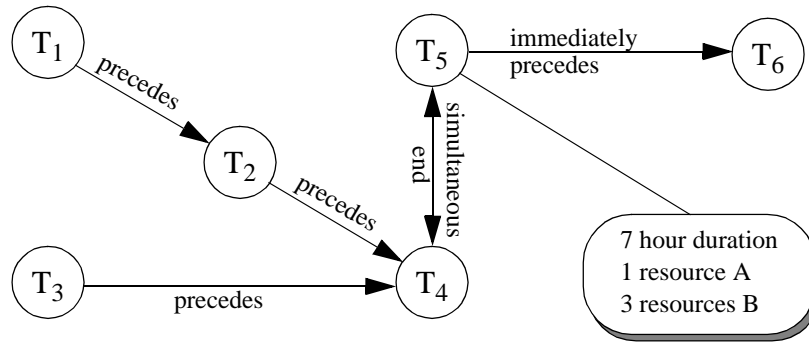 T1
T5
immediately
precedes
T6
precedes
T2
simultaneous
end
precedes
T3
precedes
T4
7 hour duration
1 resource A
3 resources B